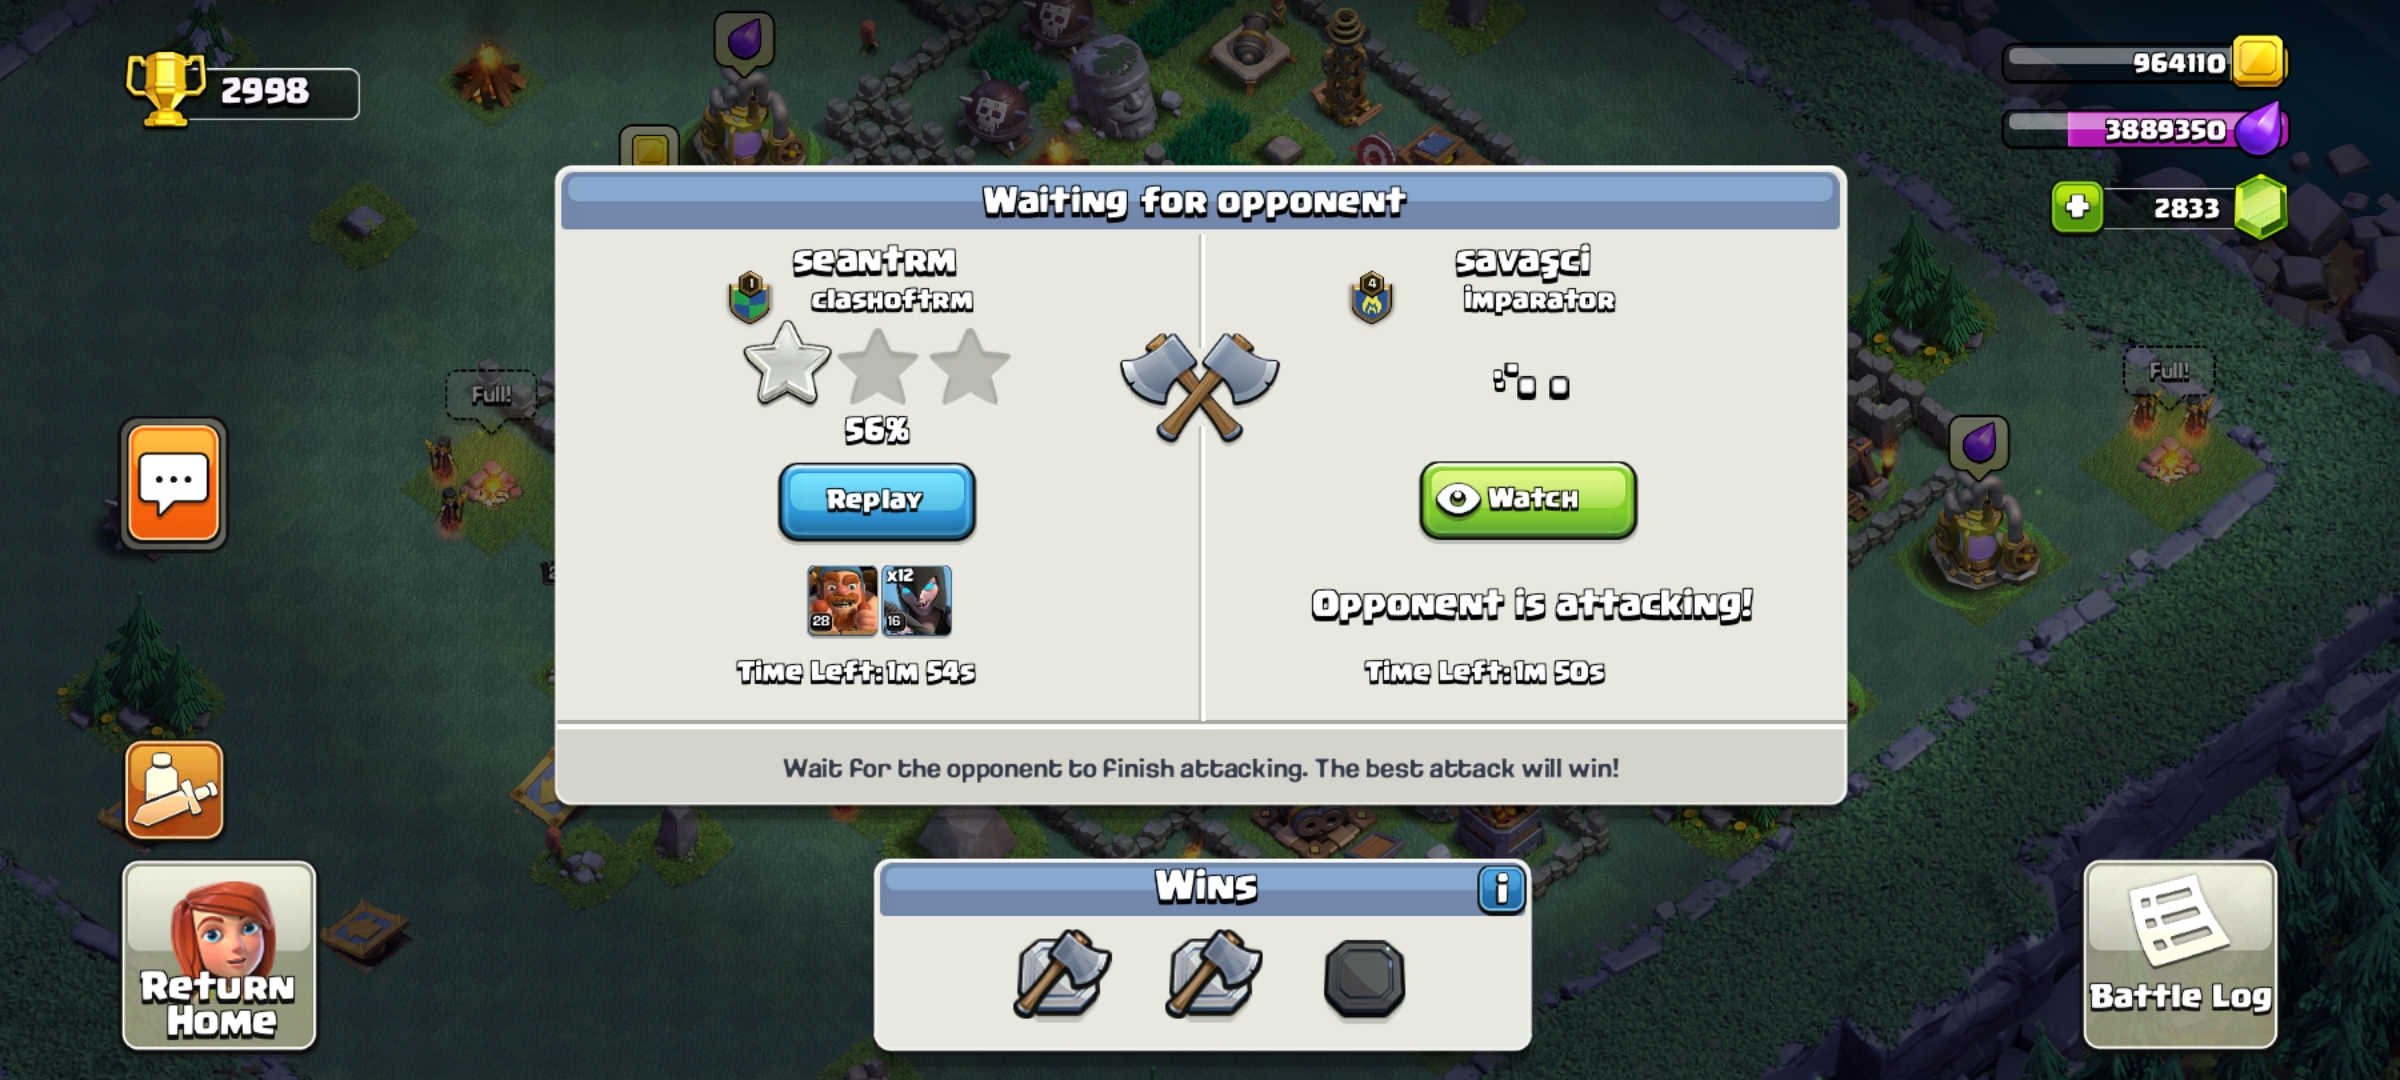 2998
964110
3889350
2833
Waiting for opponent
seantrm
1
clashoftrm
savaşci
4
imparator
56%
Replay
Watch
x12
28
16
Opponent is attacking!
Time Left: 1m 54s
Time Left: 1m 50s
Wait for the opponent to finish attacking. The best attack will win!
Full!
Full!
Wins
i
Return
Home
Battle Log